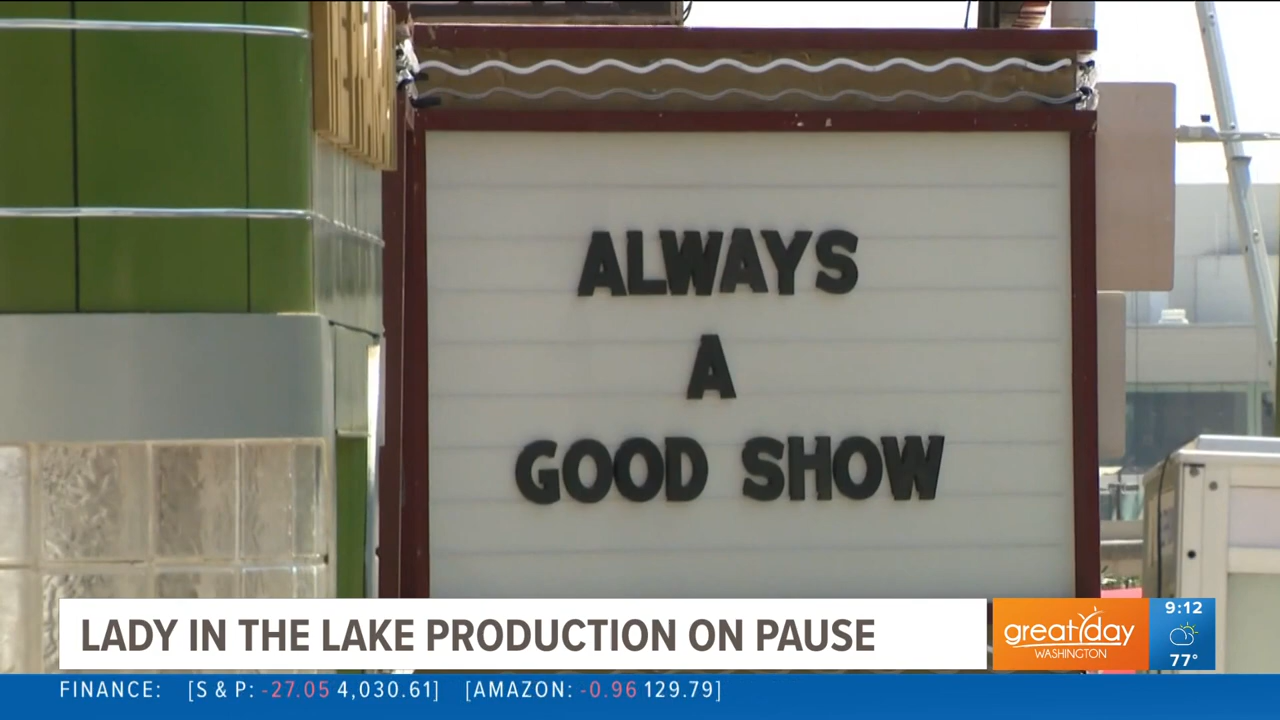 ALWAYS
A
GOOD SHOW
LADY IN THE LAKE PRODUCTION ON PAUSE
great day
WASHINGTON
9:12
77°
FINANCE: [S & P: -27.05 4,030.61] [AMAZON: -0.96 129.79]